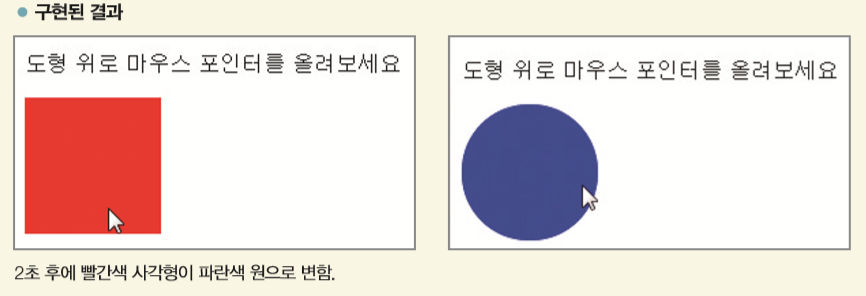 ● 구현된 결과
도형 위로 마우스 포인터를 올려보세요
도형 위로 마우스 포인터를 올려보세요
2초 후에 빨간색 사각형이 파란색 원으로 변함.